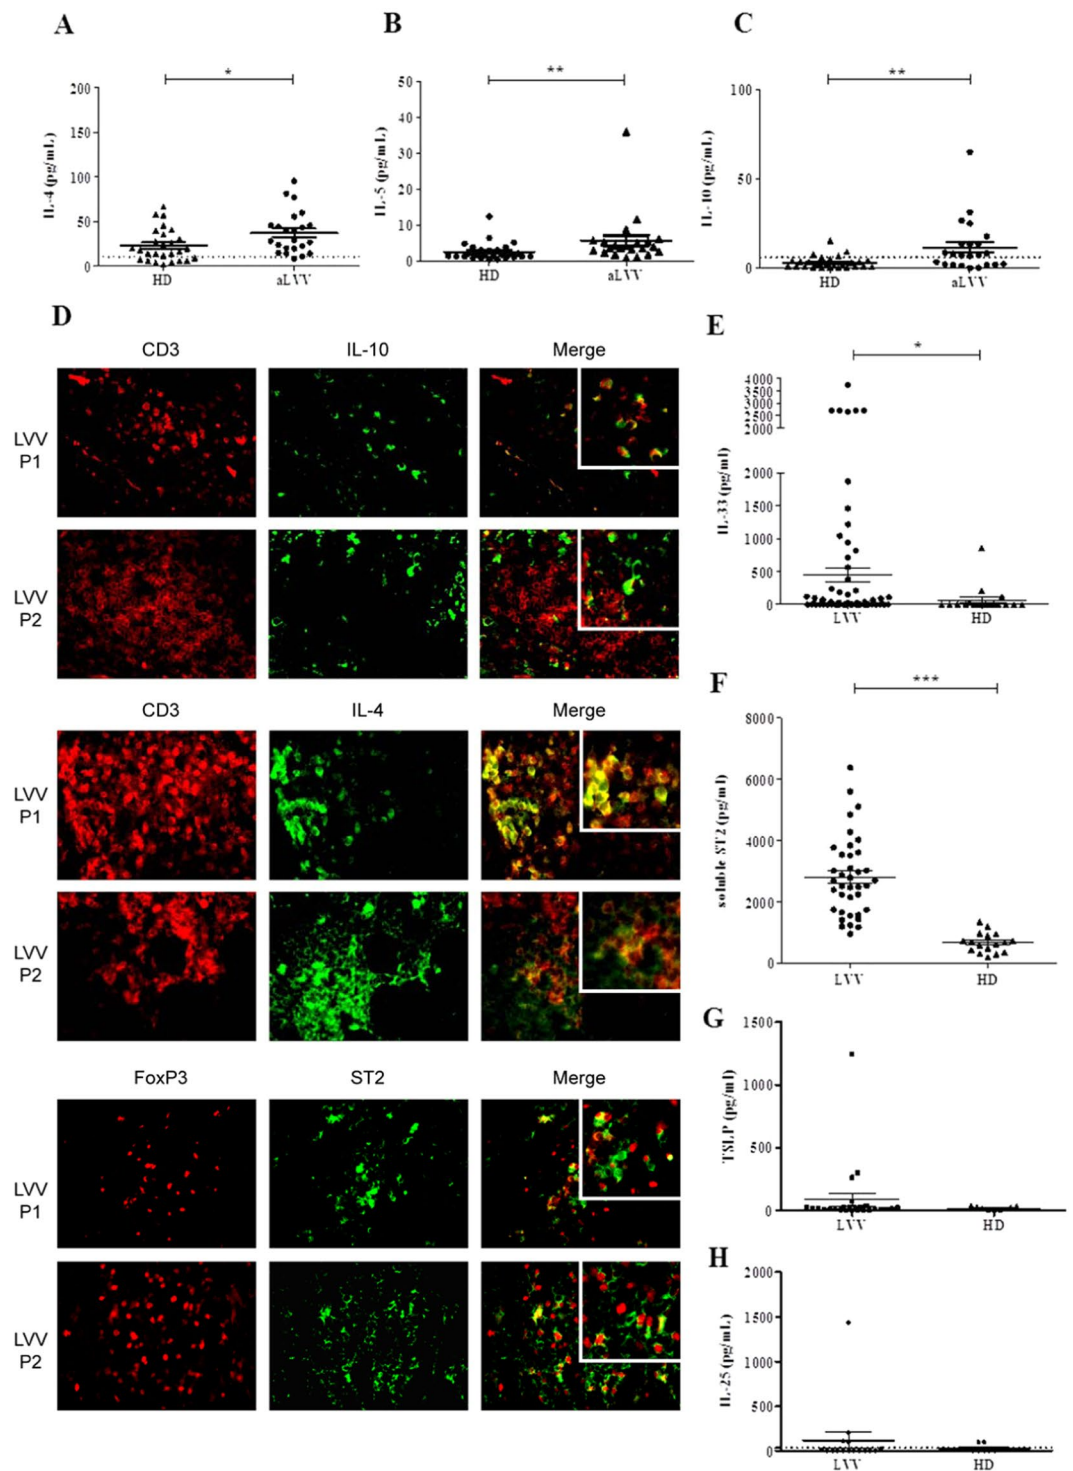 A
B
C
*
**
**
200
150
100
50
0
IL-4 (pg/mL)
HD
aLVV
50
40
30
20
10
0
IL-5 (pg/mL)
HD
aLVV
100
50
0
IL-10 (pg/mL)
HD
aLVV
D
CD3
IL-10
Merge
LVV
P1
LVV
P2
CD3
IL-4
Merge
LVV
P1
LVV
P2
FoxP3
ST2
Merge
LVV
P1
LVV
P2
E
*
4000
3500
3000
2500
2000
2000
1500
1000
500
0
IL-33 (pg/ml)
LVV
HD
F
***
8000
6000
4000
2000
0
soluble ST2 (pg/ml)
LVV
HD
G
1500
1000
500
0
TSLP (pg/ml)
LVV
HD
H
2000
1500
1000
500
0
IL-25 (pg/mL)
LVV
HD